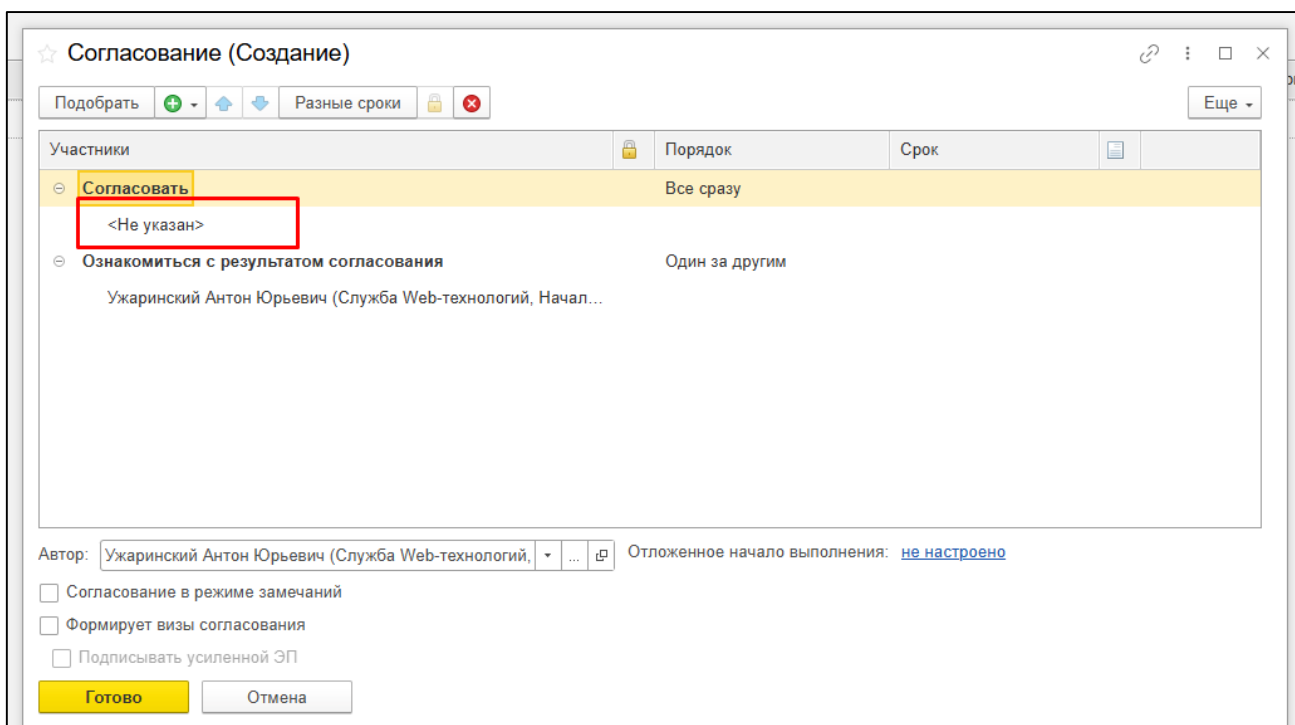 Согласование (Создание)
Подобрать Разные сроки Еще
Участники Порядок Срок
Согласовать Все сразу
<Не указан>
Ознакомиться с результатом согласования Один за другим
Ужаринский Антон Юрьевич (Служба Web-технологий, Начал...
Автор: Ужаринский Антон Юрьевич (Служба Web-технологий, ... Отложенное начало выполнения: не настроено
Согласование в режиме замечаний
Формирует визы согласования
Подписывать усиленной ЭП
Готово Отмена